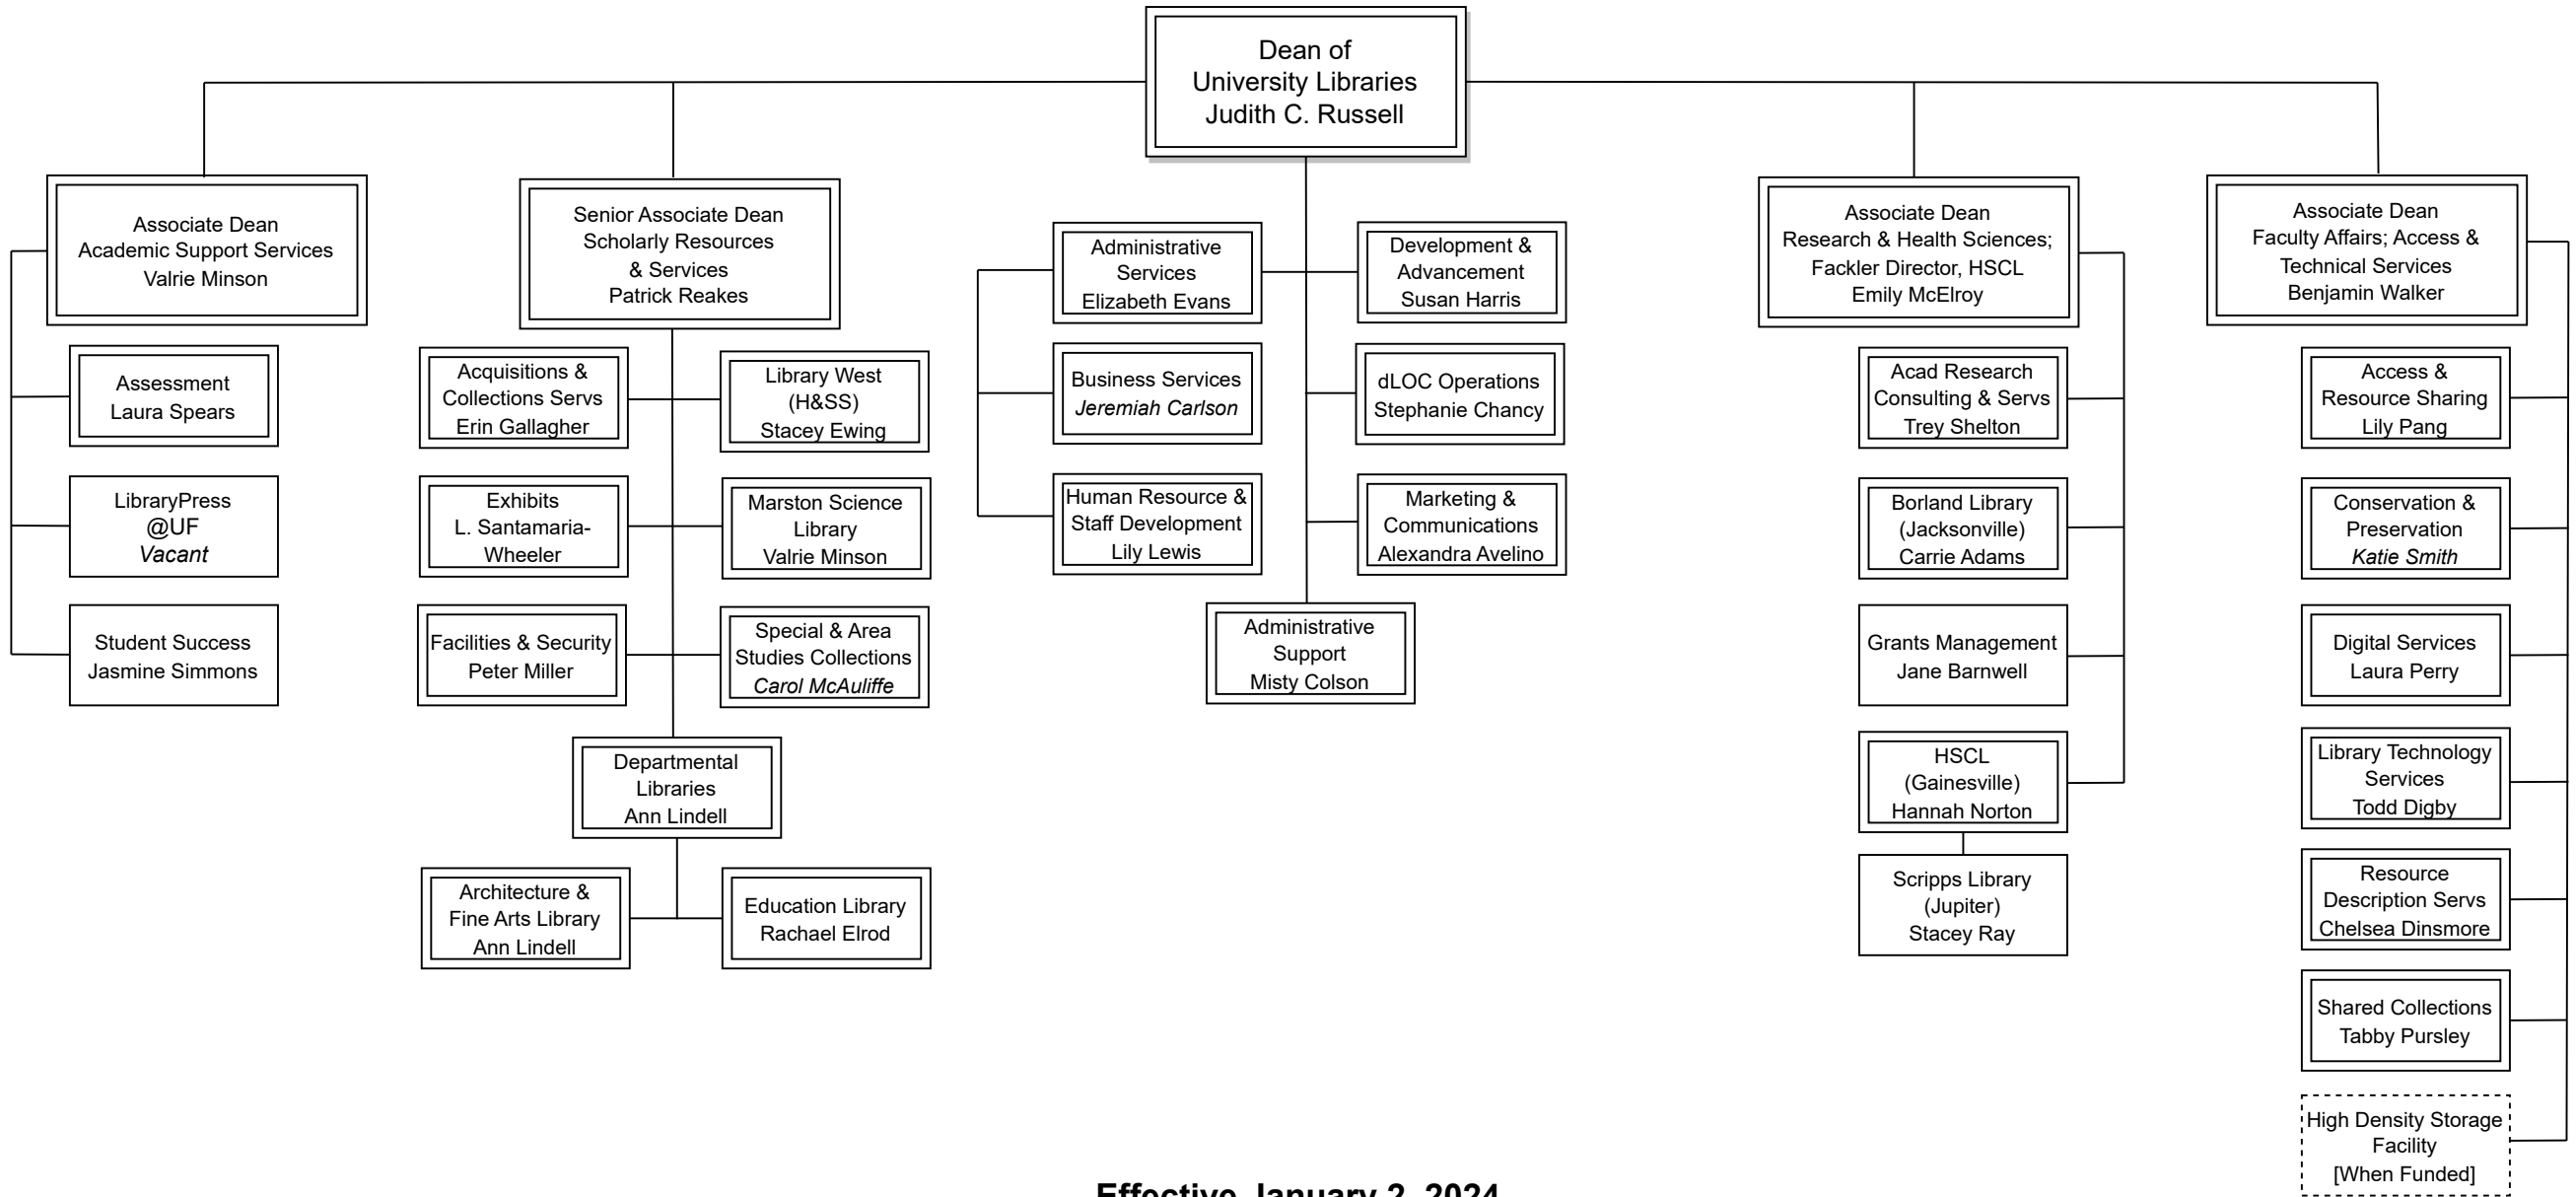 Dean of
University Libraries
Judith C. Russell
Associate Dean
Academic Support Services
Valrie Minson
Assessment
Laura Spears
LibraryPress
@UF
Vacant
Student Success
Jasmine Simmons
Senior Associate Dean
Scholarly Resources
& Services
Patrick Reakes
Acquisitions &
Collections Servs
Erin Gallagher
Library West
(H&SS)
Stacey Ewing
Exhibits
L. Santamaria-
Wheeler
Marston Science
Library
Valrie Minson
Facilities & Security
Peter Miller
Special & Area
Studies Collections
Carol McAuliffe
Departmental
Libraries
Ann Lindell
Architecture &
Fine Arts Library
Ann Lindell
Education Library
Rachael Elrod
Administrative
Services
Elizabeth Evans
Development &
Advancement
Susan Harris
Business Services
Jeremiah Carlson
dLOC Operations
Stephanie Chancy
Human Resource &
Staff Development
Lily Lewis
Marketing &
Communications
Alexandra Avelino
Administrative
Support
Misty Colson
Associate Dean
Research & Health Sciences;
Fackler Director, HSCL
Emily McElroy
Acad Research
Consulting & Servs
Trey Shelton
Borland Library
(Jacksonville)
Carrie Adams
Grants Management
Jane Barnwell
HSCL
(Gainesville)
Hannah Norton
Scripps Library
(Jupiter)
Stacey Ray
Associate Dean
Faculty Affairs; Access &
Technical Services
Benjamin Walker
Access &
Resource Sharing
Lily Pang
Conservation &
Preservation
Katie Smith
Digital Services
Laura Perry
Library Technology
Services
Todd Digby
Resource
Description Servs
Chelsea Dinsmore
Shared Collections
Tabby Pursley
High Density Storage
Facility
[When Funded]
Effective January 2, 2024